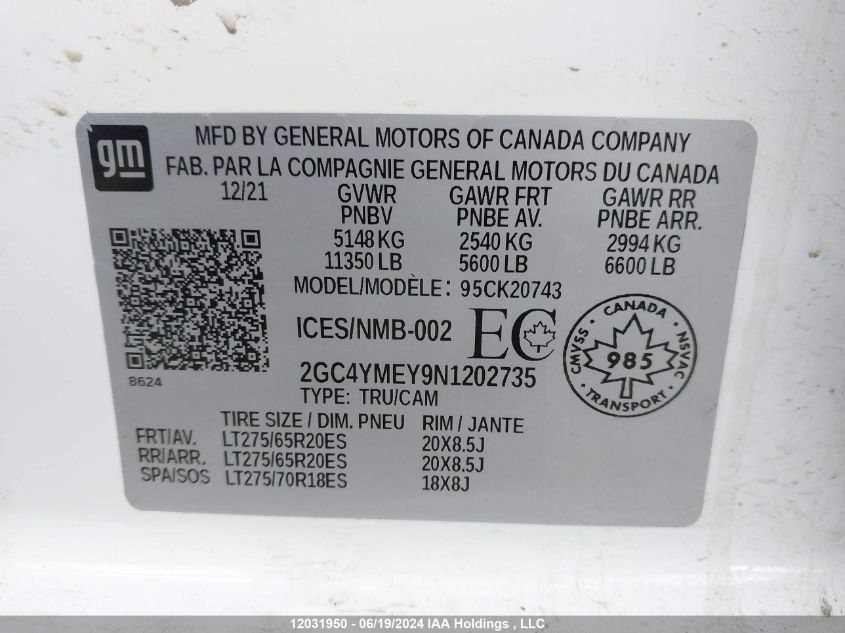 gm
MFD BY GENERAL MOTORS OF CANADA COMPANY
FAB. PAR LA COMPAGNIE GENERAL MOTORS DU CANADA
12/21 GVWR GAWR FRT GAWR RR
PNBV PNBE AV. PNBE ARR.
5148 KG 2540 KG 2994 KG
11350 LB 5600 LB 6600 LB
MODEL/MODÈLE: 95CK20743
ICES/NMB-002 EC
CANADA
CMVSS 985 NSVAC
TRANSPORT
8624
2GC4YMEY9N1202735
TYPE: TRU/CAM
TIRE SIZE / DIM. PNEU RIM / JANTE
FRT/AV. LT275/65R20ES 20X8.5J
RR/ARR. LT275/65R20ES 20X8.5J
SPA/SOS LT275/70R18ES 18X8J
12031950 - 06/19/2024 IAA Holdings , LLC